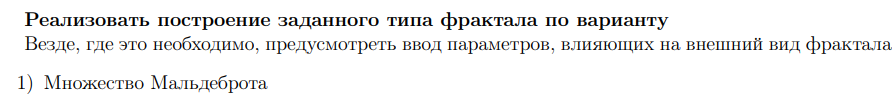 Реализовать построение заданного типа фрактала по варианту
Везде, где это необходимо, предусмотреть ввод параметров, влияющих на внешний вид фрактала
1) Множество Мальдеброта